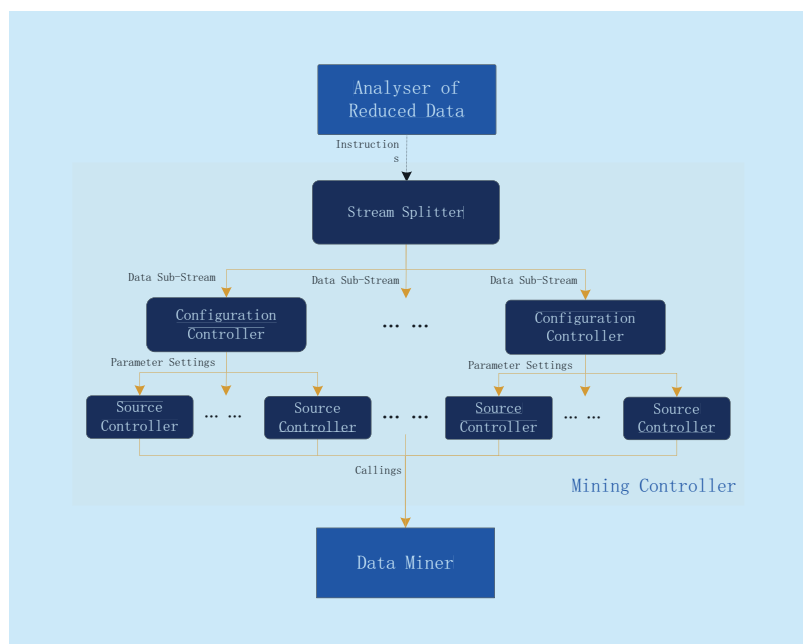 Analyser of
Reduced Data
Instruction
s
Stream Splitter
Data Sub-Stream
Data Sub-Stream
Data Sub-Stream
Configuration
Controller
... ...
Configuration
Controller
Parameter Settings
Parameter Settings
Source
Controller
... ...
Source
Controller
... ...
Source
Controller
... ...
Source
Controller
Callings
Mining Controller
Data Miner